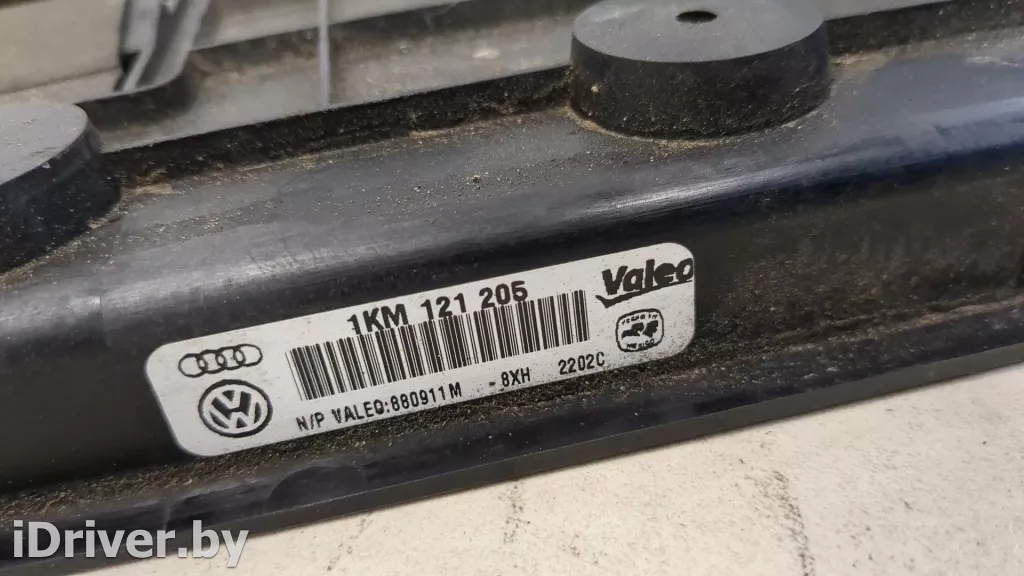 1KM 121 205
Valeo
N/P VALEO:880911M - 8XH 2202C
iDriver.by